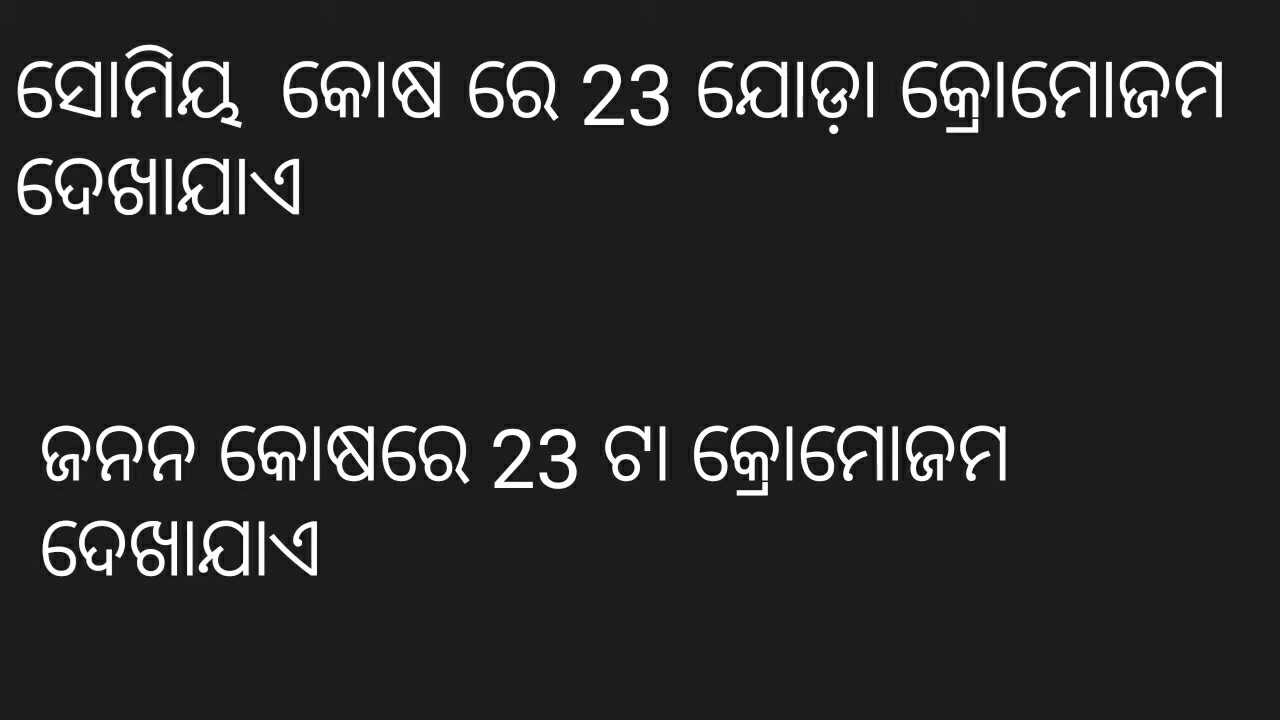 ସୋମିୟ କୋଷ ରେ 23 ଯୋଡ଼ା କ୍ରୋମୋଜମ
ଦେଖାଯାଏ
ଜନନ କୋଷରେ 23 ଟା କ୍ରୋମୋଜମ
ଦେଖାଯାଏ